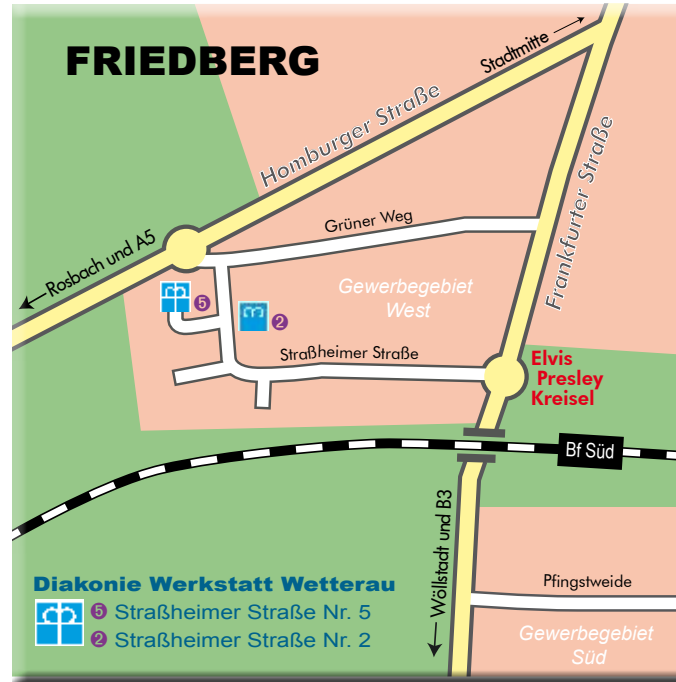 FRIEDBERG
Stadtmitte
Homburger Straße
Frankfurter Straße
Grüner Weg
Rosbach und A5
Gewerbegebiet
West
5
2
Straßheimer Straße
Elvis
Presley
Kreisel
Bf Süd
Wöllstadt und B3
Pfingstweide
Diakonie Werkstatt Wetterau
5 Straßheimer Straße Nr. 5
2 Straßheimer Straße Nr. 2
Gewerbegebiet
Süd